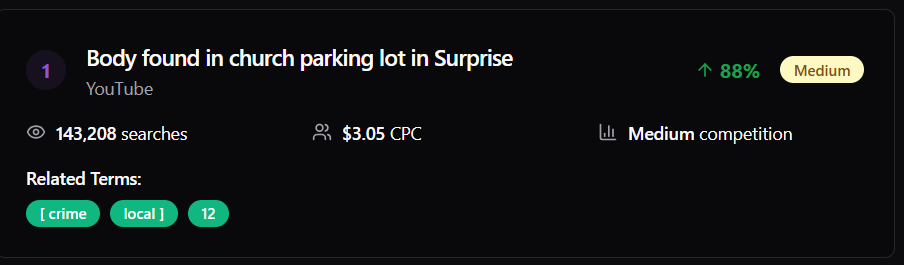 1
Body found in church parking lot in Surprise
YouTube
↑ 88%
Medium
143,208 searches
$3.05 CPC
Medium competition
Related Terms:
[ crime
local ]
12